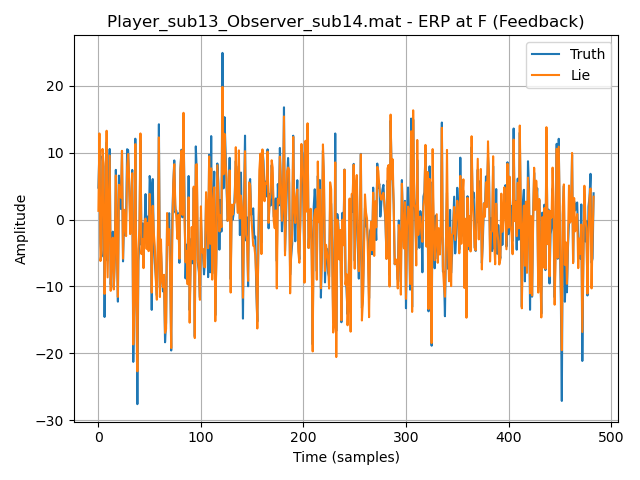 Player_sub13_Observer_sub14.mat - ERP at F (Feedback)
Truth
Lie
20
10
0
−10
−20
−30
Amplitude
0 100 200 300 400 500
Time (samples)